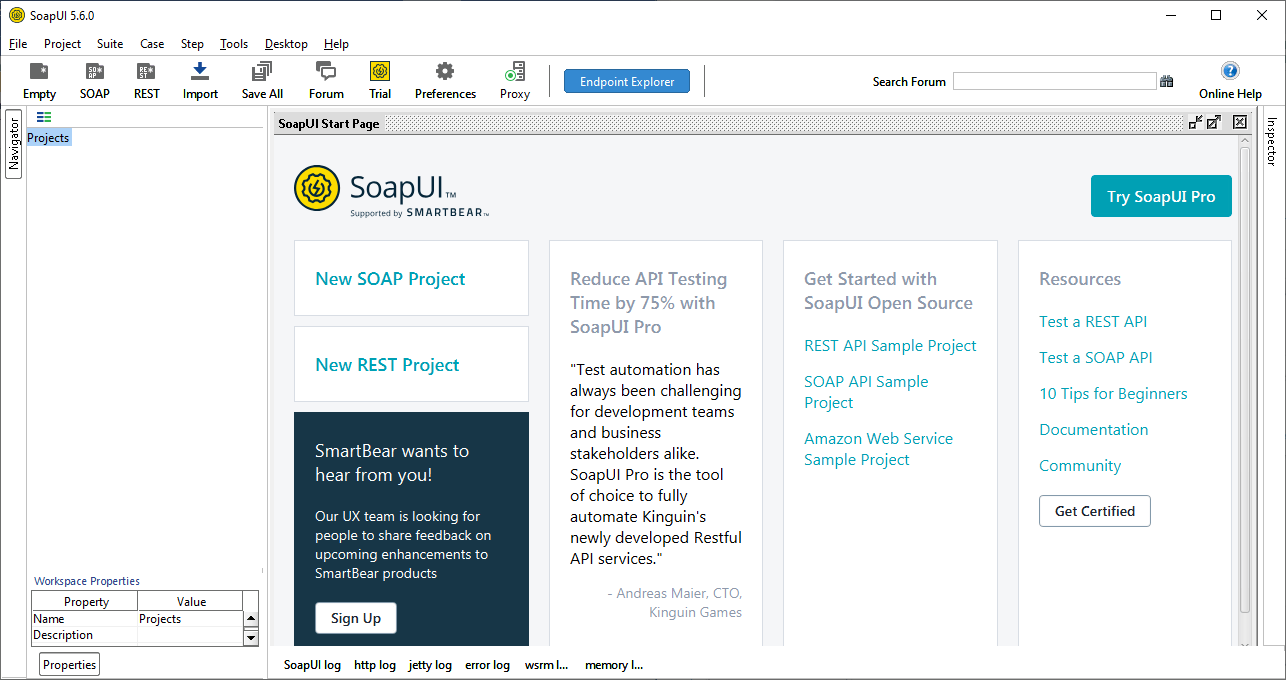 SoapUI 5.6.0
File Project Suite Case Step Tools Desktop Help
Empty SOAP REST Import Save All Forum Trial Preferences Proxy
Endpoint Explorer
Search Forum
Online Help
Navigator
Projects
SoapUI Start Page
Inspector
SoapUI™
Supported by SMARTBEAR™
Try SoapUI Pro
New SOAP Project
New REST Project
SmartBear wants to
hear from you!
Our UX team is looking for
people to share feedback on
upcoming enhancements to
SmartBear products
Sign Up
Reduce API Testing
Time by 75% with
SoapUI Pro
"Test automation has
always been challenging
for development teams
and business
stakeholders alike.
SoapUI Pro is the tool
of choice to fully
automate Kinguin's
newly developed Restful
API services."
- Andreas Maier, CTO,
Kinguin Games
Get Started with
SoapUI Open Source
REST API Sample Project
SOAP API Sample
Project
Amazon Web Service
Sample Project
Resources
Test a REST API
Test a SOAP API
10 Tips for Beginners
Documentation
Community
Get Certified
Workspace Properties
Property Value
Name Projects
Description
Properties
SoapUI log http log jetty log error log wsrm l... memory l...